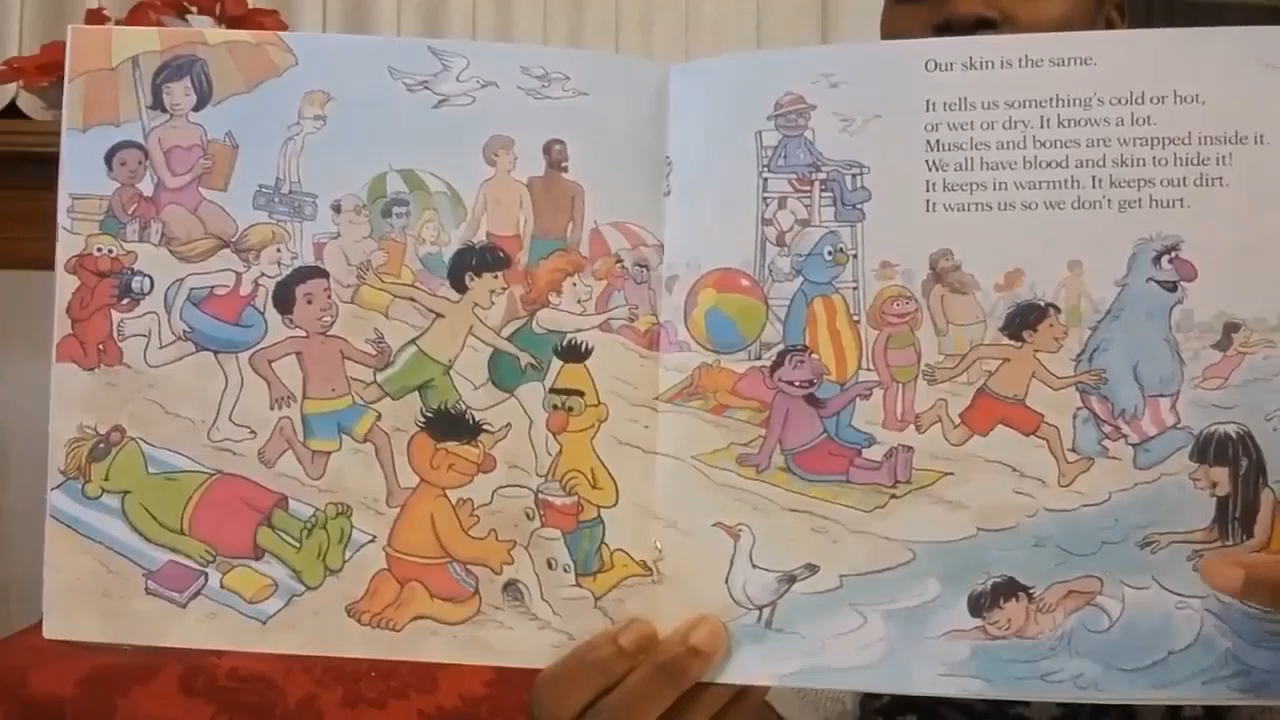 Our skin is the same.
It tells us something's cold or hot,
or wet or dry. It knows a lot.
Muscles and bones are wrapped inside it.
We all have blood and skin to hide it!
It keeps in warmth. It keeps out dirt.
It warns us so we don't get hurt.